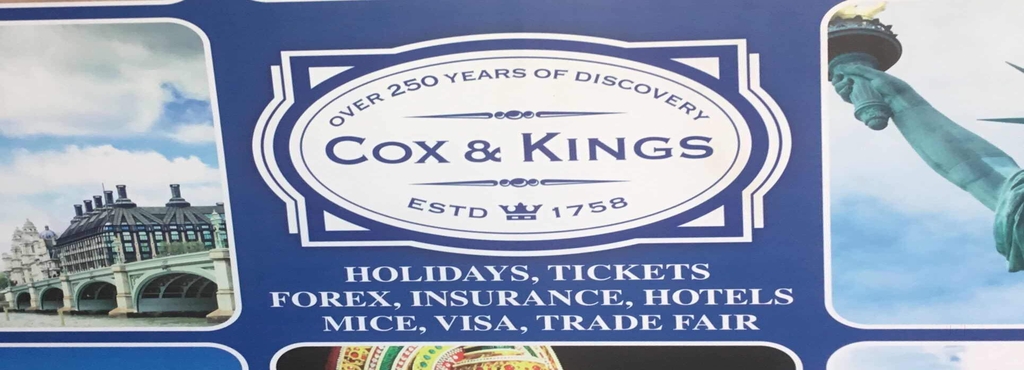 OVER 250 YEARS OF DISCOVERY
COX & KINGS
ESTD 1758
HOLIDAYS, TICKETS
FOREX, INSURANCE, HOTELS
MICE, VISA, TRADE FAIR